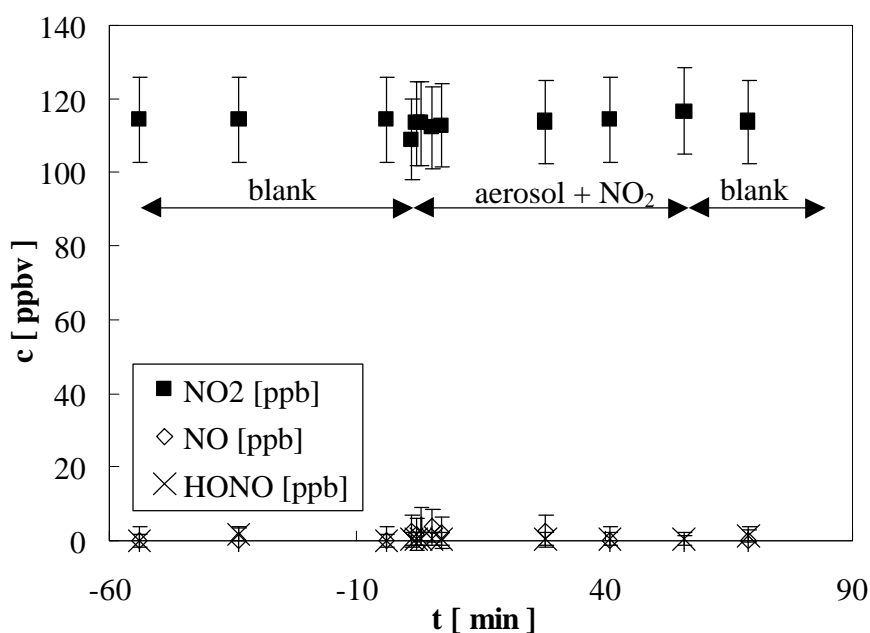 140
120
100
80
60
40
20
0
c [ ppbv ]
blank
aerosol + NO₂
blank
NO2 [ppb]
NO [ppb]
HONO [ppb]
-60 -10 40 90
t [ min ]